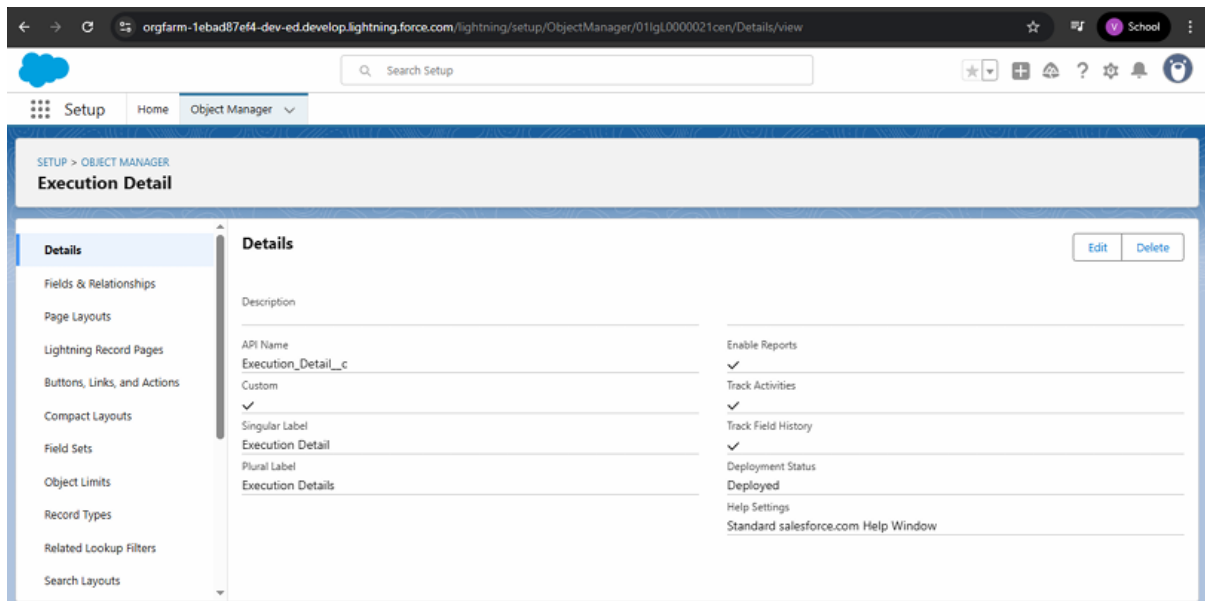 orgfarm-1ebad87ef4-dev-ed.develop.lightning.force.com/lightning/setup/ObjectManager/01IgL0000021cen/Details/view
V School
Search Setup
Setup Home Object Manager
SETUP > OBJECT MANAGER
Execution Detail
Details
Fields & Relationships
Page Layouts
Lightning Record Pages
Buttons, Links, and Actions
Compact Layouts
Field Sets
Object Limits
Record Types
Related Lookup Filters
Search Layouts
Details
Edit Delete
Description
API Name
Execution_Detail__c
Custom
Singular Label
Execution Detail
Plural Label
Execution Details
Enable Reports
Track Activities
Track Field History
Deployment Status
Deployed
Help Settings
Standard salesforce.com Help Window